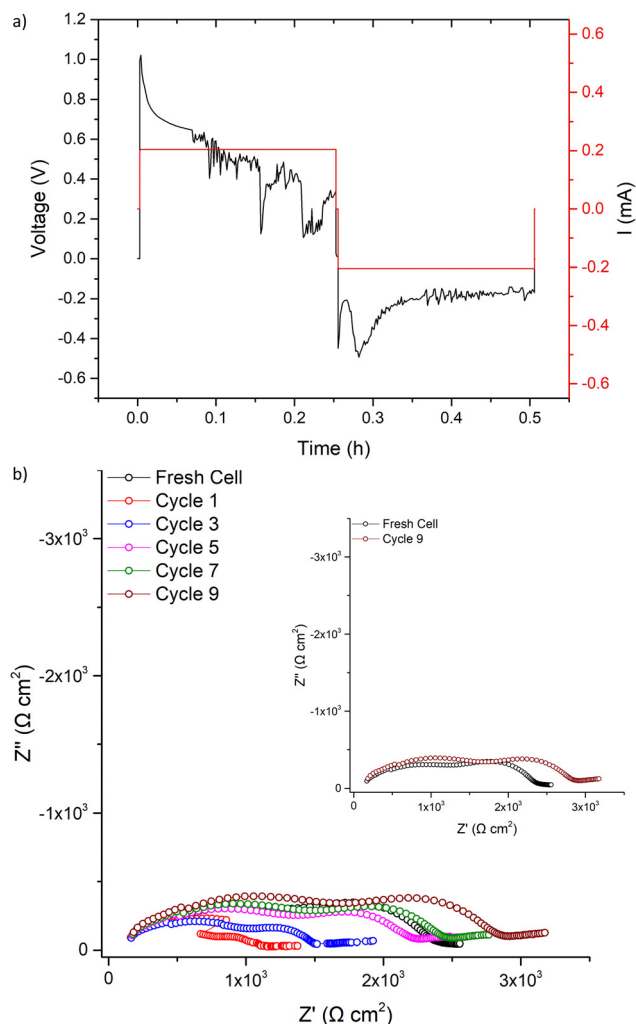 a)
1.2
1.0
0.8
0.6
0.4
0.2
0.0
-0.2
-0.4
-0.6
Voltage (V)
0.6
0.4
0.2
0.0
-0.2
-0.4
-0.6
I (mA)
0.0 0.1 0.2 0.3 0.4 0.5
Time (h)
b)
Fresh Cell
Cycle 1
Cycle 3
Cycle 5
Cycle 7
Cycle 9
-3x10³
-2x10³
-1x10³
0
Z" (Ω cm²)
0 1x10³ 2x10³ 3x10³
Z' (Ω cm²)
Fresh Cell
Cycle 9
-3x10³
-2x10³
-1x10³
0
Z" (Ω cm²)
0 1x10³ 2x10³ 3x10³
Z' (Ω cm²)